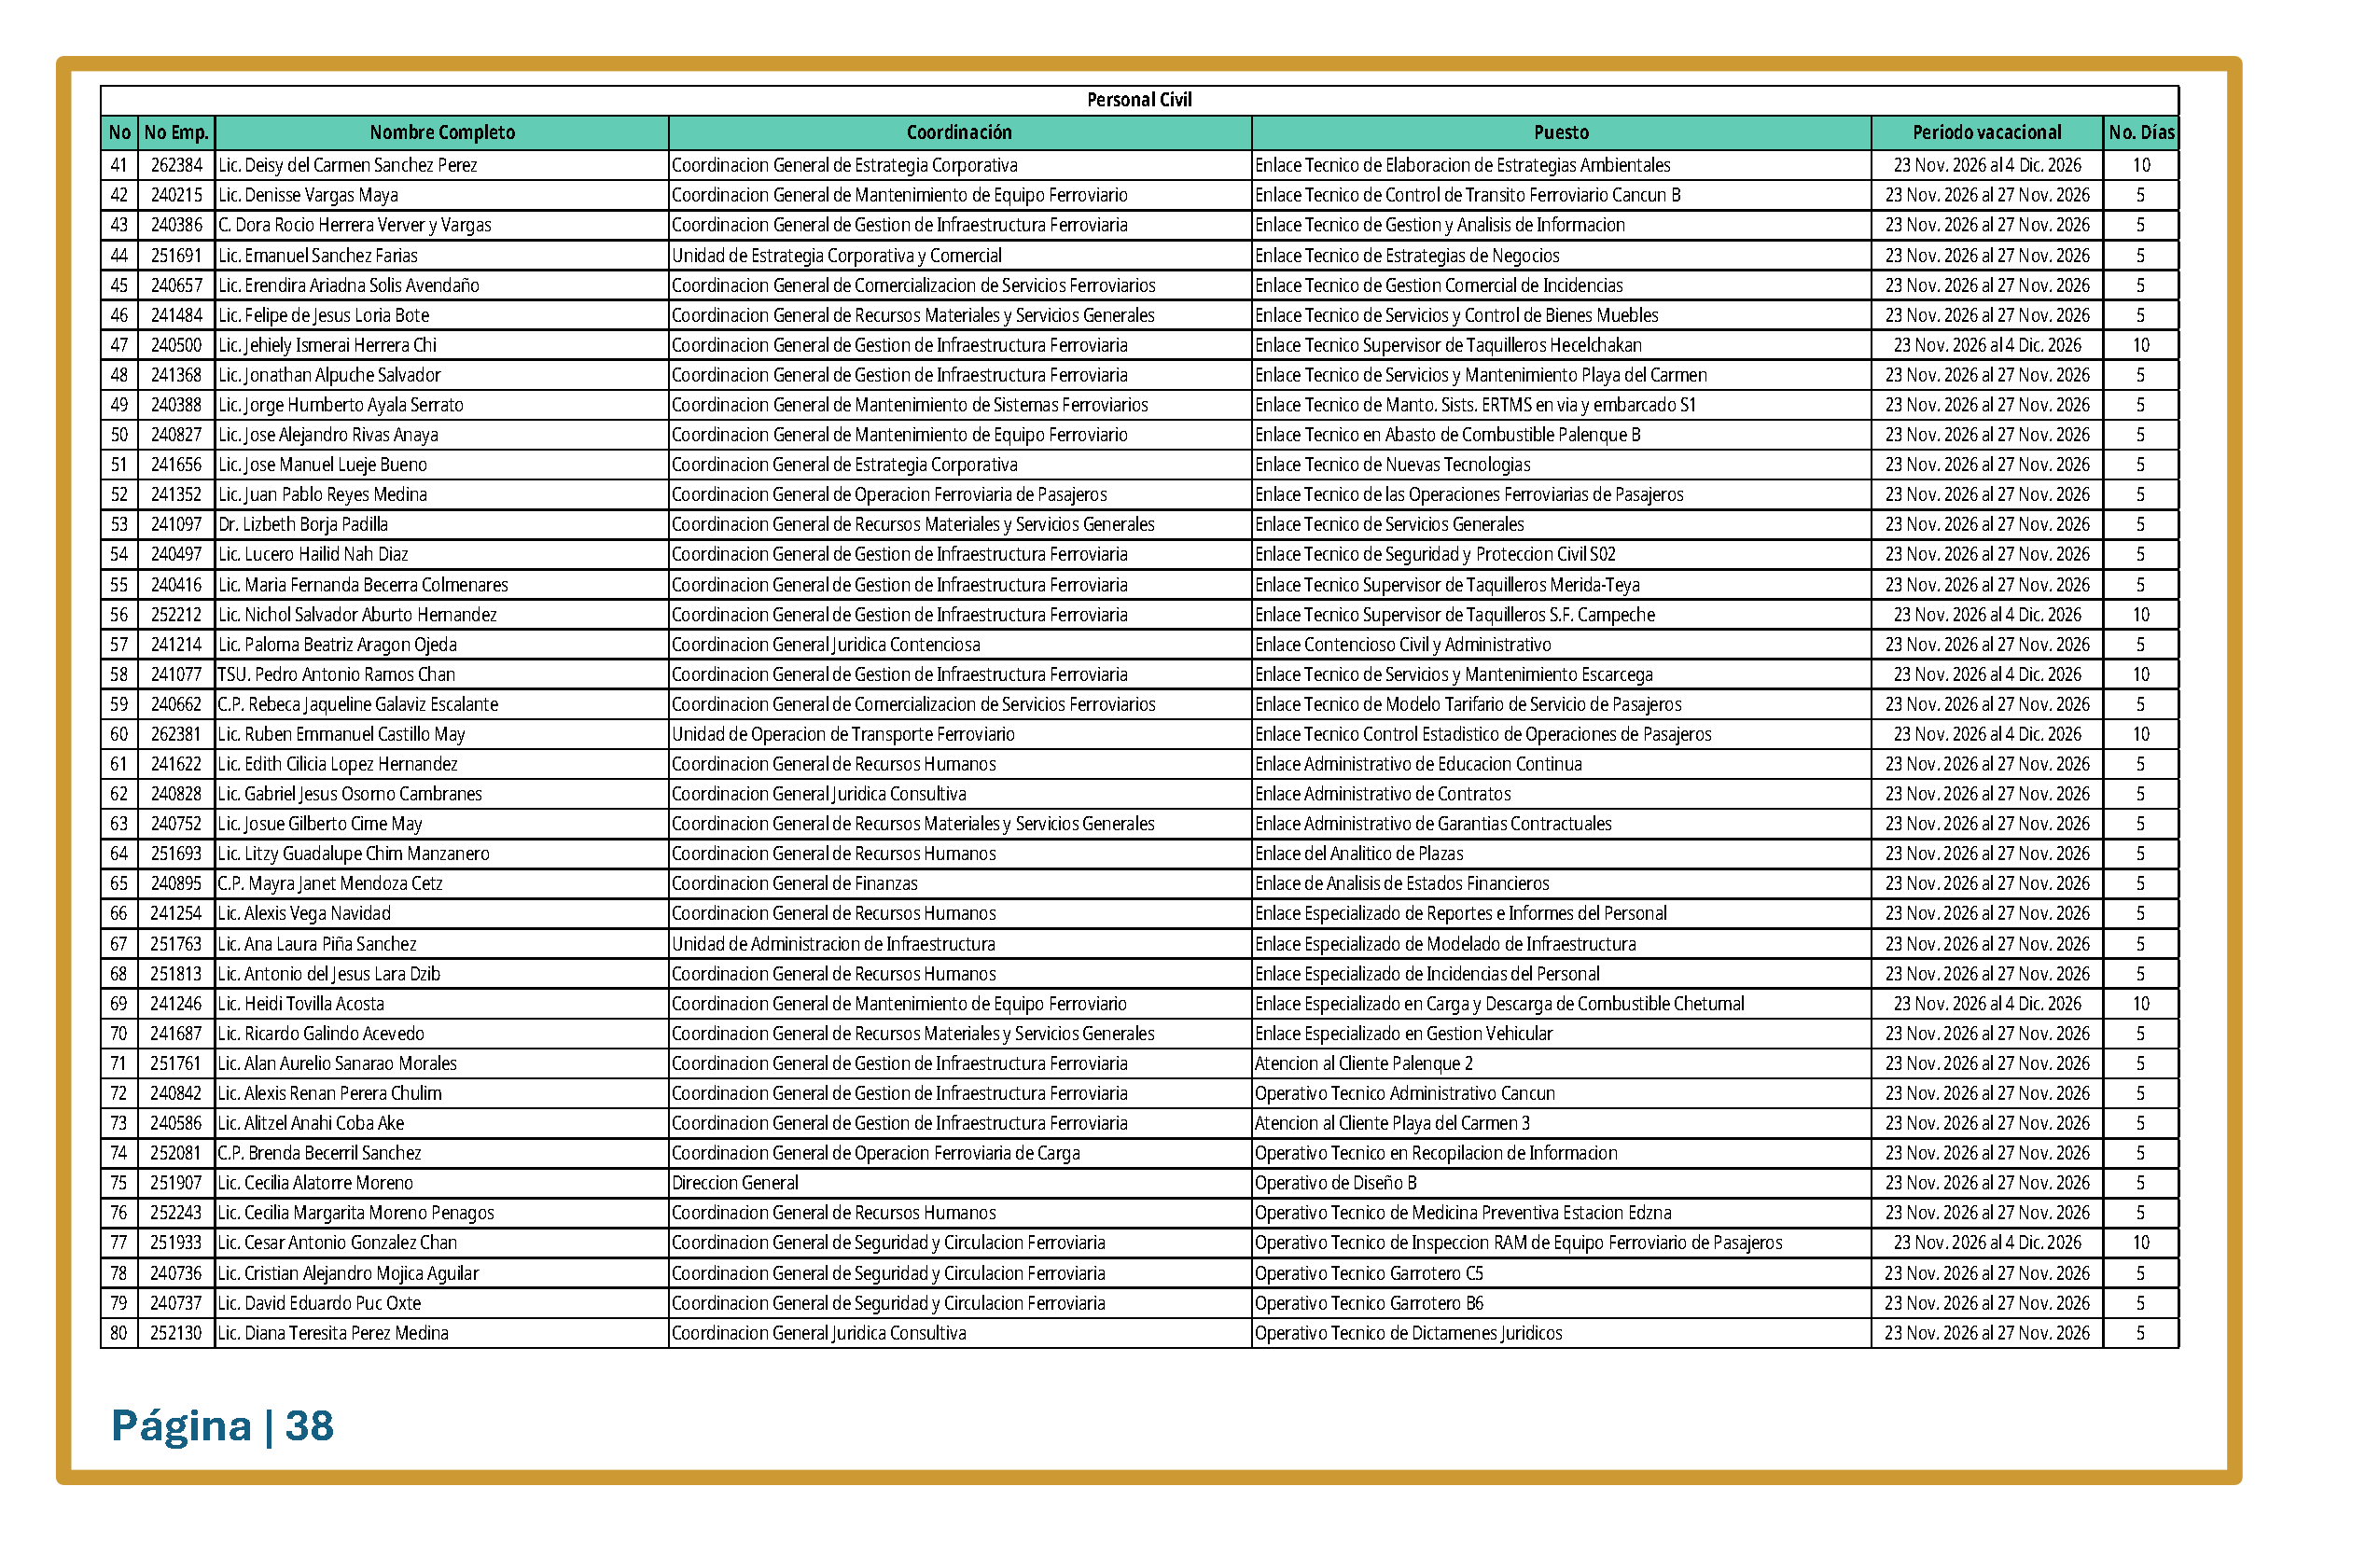 Personal Civil
No No Emp. Nombre Completo Coordinación Puesto Periodo vacacional No. Días
41 262384 Lic. Deisy del Carmen Sanchez Perez Coordinacion General de Estrategia Corporativa Enlace Tecnico de Elaboracion de Estrategias Ambientales 23 Nov. 2026 al 4 Dic. 2026 10
42 240215 Lic. Denisse Vargas Maya Coordinacion General de Mantenimiento de Equipo Ferroviario Enlace Tecnico de Control de Transito Ferroviario Cancun B 23 Nov. 2026 al 27 Nov. 2026 5
43 240386 C. Dora Rocio Herrera Verver y Vargas Coordinacion General de Gestion de Infraestructura Ferroviaria Enlace Tecnico de Gestion y Analisis de Informacion 23 Nov. 2026 al 27 Nov. 2026 5
44 251691 Lic. Emanuel Sanchez Farias Unidad de Estrategia Corporativa y Comercial Enlace Tecnico de Estrategias de Negocios 23 Nov. 2026 al 27 Nov. 2026 5
45 240657 Lic. Erendira Ariadna Solis Avendaño Coordinacion General de Comercializacion de Servicios Ferroviarios Enlace Tecnico de Gestion Comercial de Incidencias 23 Nov. 2026 al 27 Nov. 2026 5
46 241484 Lic. Felipe de Jesus Loria Bote Coordinacion General de Recursos Materiales y Servicios Generales Enlace Tecnico de Servicios y Control de Bienes Muebles 23 Nov. 2026 al 27 Nov. 2026 5
47 240500 Lic. Jehiely Ismerai Herrera Chi Coordinacion General de Gestion de Infraestructura Ferroviaria Enlace Tecnico Supervisor de Taquilleros Hecelchakan 23 Nov. 2026 al 4 Dic. 2026 10
48 241368 Lic. Jonathan Alpuche Salvador Coordinacion General de Gestion de Infraestructura Ferroviaria Enlace Tecnico de Servicios y Mantenimiento Playa del Carmen 23 Nov. 2026 al 27 Nov. 2026 5
49 240388 Lic. Jorge Humberto Ayala Serrato Coordinacion General de Mantenimiento de Sistemas Ferroviarios Enlace Tecnico de Manto. Sists. ERTMS en via y embarcado S1 23 Nov. 2026 al 27 Nov. 2026 5
50 240827 Lic. Jose Alejandro Rivas Anaya Coordinacion General de Mantenimiento de Equipo Ferroviario Enlace Tecnico en Abasto de Combustible Palenque B 23 Nov. 2026 al 27 Nov. 2026 5
51 241656 Lic. Jose Manuel Lueje Bueno Coordinacion General de Estrategia Corporativa Enlace Tecnico de Nuevas Tecnologias 23 Nov. 2026 al 27 Nov. 2026 5
52 241352 Lic. Juan Pablo Reyes Medina Coordinacion General de Operacion Ferroviaria de Pasajeros Enlace Tecnico de las Operaciones Ferroviarias de Pasajeros 23 Nov. 2026 al 27 Nov. 2026 5
53 241097 Dr. Lizbeth Borja Padilla Coordinacion General de Recursos Materiales y Servicios Generales Enlace Tecnico de Servicios Generales 23 Nov. 2026 al 27 Nov. 2026 5
54 240497 Lic. Lucero Hailid Nah Diaz Coordinacion General de Gestion de Infraestructura Ferroviaria Enlace Tecnico de Seguridad y Proteccion Civil S02 23 Nov. 2026 al 27 Nov. 2026 5
55 240416 Lic. Maria Fernanda Becerra Colmenares Coordinacion General de Gestion de Infraestructura Ferroviaria Enlace Tecnico Supervisor de Taquilleros Merida-Teya 23 Nov. 2026 al 27 Nov. 2026 5
56 252212 Lic. Nichol Salvador Aburto Hernandez Coordinacion General de Gestion de Infraestructura Ferroviaria Enlace Tecnico Supervisor de Taquilleros S.F. Campeche 23 Nov. 2026 al 4 Dic. 2026 10
57 241214 Lic. Paloma Beatriz Aragon Ojeda Coordinacion General Juridica Contenciosa Enlace Contencioso Civil y Administrativo 23 Nov. 2026 al 27 Nov. 2026 5
58 241077 TSU. Pedro Antonio Ramos Chan Coordinacion General de Gestion de Infraestructura Ferroviaria Enlace Tecnico de Servicios y Mantenimiento Escarcega 23 Nov. 2026 al 4 Dic. 2026 10
59 240662 C.P. Rebeca Jaqueline Galaviz Escalante Coordinacion General de Comercializacion de Servicios Ferroviarios Enlace Tecnico de Modelo Tarifario de Servicio de Pasajeros 23 Nov. 2026 al 27 Nov. 2026 5
60 262381 Lic. Ruben Emmanuel Castillo May Unidad de Operacion de Transporte Ferroviario Enlace Tecnico Control Estadistico de Operaciones de Pasajeros 23 Nov. 2026 al 4 Dic. 2026 10
61 241622 Lic. Edith Cilicia Lopez Hernandez Coordinacion General de Recursos Humanos Enlace Administrativo de Educacion Continua 23 Nov. 2026 al 27 Nov. 2026 5
62 240828 Lic. Gabriel Jesus Osorno Cambranes Coordinacion General Juridica Consultiva Enlace Administrativo de Contratos 23 Nov. 2026 al 27 Nov. 2026 5
63 240752 Lic. Josue Gilberto Cime May Coordinacion General de Recursos Materiales y Servicios Generales Enlace Administrativo de Garantias Contractuales 23 Nov. 2026 al 27 Nov. 2026 5
64 251693 Lic. Litzy Guadalupe Chim Manzanero Coordinacion General de Recursos Humanos Enlace del Analitico de Plazas 23 Nov. 2026 al 27 Nov. 2026 5
65 240895 C.P. Mayra Janet Mendoza Cetz Coordinacion General de Finanzas Enlace de Analisis de Estados Financieros 23 Nov. 2026 al 27 Nov. 2026 5
66 241254 Lic. Alexis Vega Navidad Coordinacion General de Recursos Humanos Enlace Especializado de Reportes e Informes del Personal 23 Nov. 2026 al 27 Nov. 2026 5
67 251763 Lic. Ana Laura Piña Sanchez Unidad de Administracion de Infraestructura Enlace Especializado de Modelado de Infraestructura 23 Nov. 2026 al 27 Nov. 2026 5
68 251813 Lic. Antonio del Jesus Lara Dzib Coordinacion General de Recursos Humanos Enlace Especializado de Incidencias del Personal 23 Nov. 2026 al 27 Nov. 2026 5
69 241246 Lic. Heidi Tovilla Acosta Coordinacion General de Mantenimiento de Equipo Ferroviario Enlace Especializado en Carga y Descarga de Combustible Chetumal 23 Nov. 2026 al 4 Dic. 2026 10
70 241687 Lic. Ricardo Galindo Acevedo Coordinacion General de Recursos Materiales y Servicios Generales Enlace Especializado en Gestion Vehicular 23 Nov. 2026 al 27 Nov. 2026 5
71 251761 Lic. Alan Aurelio Sanarao Morales Coordinacion General de Gestion de Infraestructura Ferroviaria Atencion al Cliente Palenque 2 23 Nov. 2026 al 27 Nov. 2026 5
72 240842 Lic. Alexis Renan Perera Chulim Coordinacion General de Gestion de Infraestructura Ferroviaria Operativo Tecnico Administrativo Cancun 23 Nov. 2026 al 27 Nov. 2026 5
73 240586 Lic. Alitzel Anahi Coba Ake Coordinacion General de Gestion de Infraestructura Ferroviaria Atencion al Cliente Playa del Carmen 3 23 Nov. 2026 al 27 Nov. 2026 5
74 252081 C.P. Brenda Becerril Sanchez Coordinacion General de Operacion Ferroviaria de Carga Operativo Tecnico en Recopilacion de Informacion 23 Nov. 2026 al 27 Nov. 2026 5
75 251907 Lic. Cecilia Alatorre Moreno Direccion General Operativo de Diseño B 23 Nov. 2026 al 27 Nov. 2026 5
76 252243 Lic. Cecilia Margarita Moreno Penagos Coordinacion General de Recursos Humanos Operativo Tecnico de Medicina Preventiva Estacion Edzna 23 Nov. 2026 al 27 Nov. 2026 5
77 251933 Lic. Cesar Antonio Gonzalez Chan Coordinacion General de Seguridad y Circulacion Ferroviaria Operativo Tecnico de Inspeccion RAM de Equipo Ferroviario de Pasajeros 23 Nov. 2026 al 4 Dic. 2026 10
78 240736 Lic. Cristian Alejandro Mojica Aguilar Coordinacion General de Seguridad y Circulacion Ferroviaria Operativo Tecnico Garrotero C5 23 Nov. 2026 al 27 Nov. 2026 5
79 240737 Lic. David Eduardo Puc Oxte Coordinacion General de Seguridad y Circulacion Ferroviaria Operativo Tecnico Garrotero B6 23 Nov. 2026 al 27 Nov. 2026 5
80 252130 Lic. Diana Teresita Perez Medina Coordinacion General Juridica Consultiva Operativo Tecnico de Dictamenes Juridicos 23 Nov. 2026 al 27 Nov. 2026 5
Página | 38